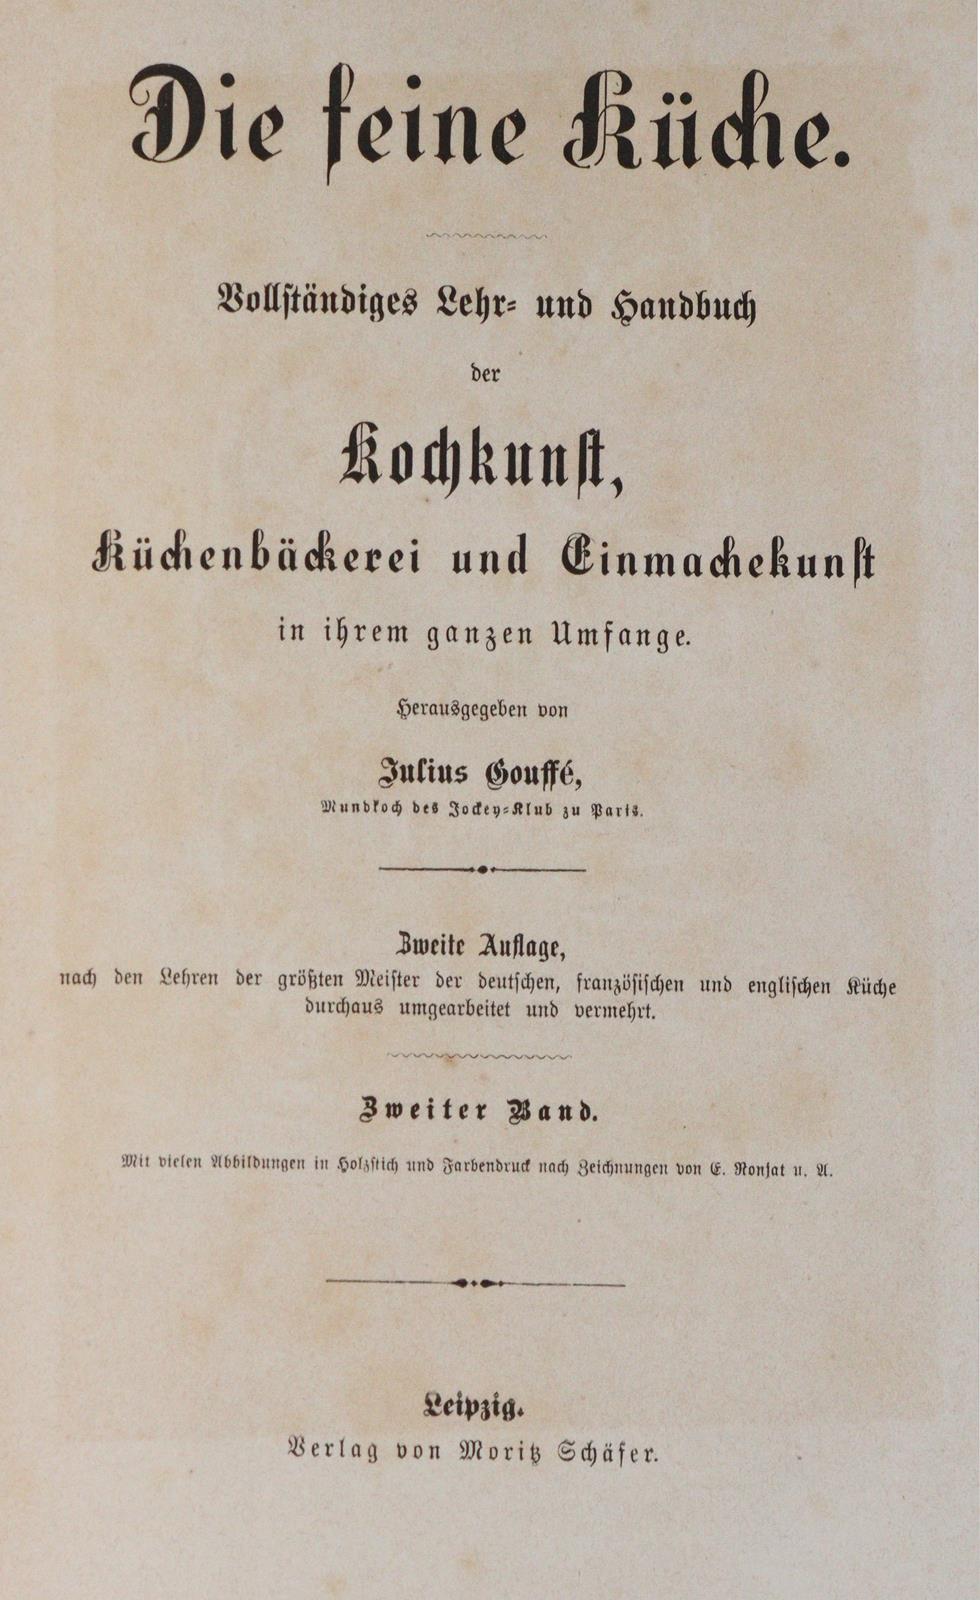 Die feine Küche.
Vollständiges Lehr- und Handbuch
der
Kochkunst,
Küchenbäckerei und Einmachekunst
in ihrem ganzen Umfange.
Herausgegeben von
Julius Gouffé,
Mundkoch des Jockey-Klub zu Paris.
Zweite Auflage,
nach den Lehren der größten Meister der deutschen, französischen und englischen Küche
durchaus umgearbeitet und vermehrt.
Zweiter Band.
Mit vielen Abbildungen in Holzstich und Farbendruck nach Zeichnungen von E. Ronjat u. A.
Leipzig.
Verlag von Moritz Schäfer.